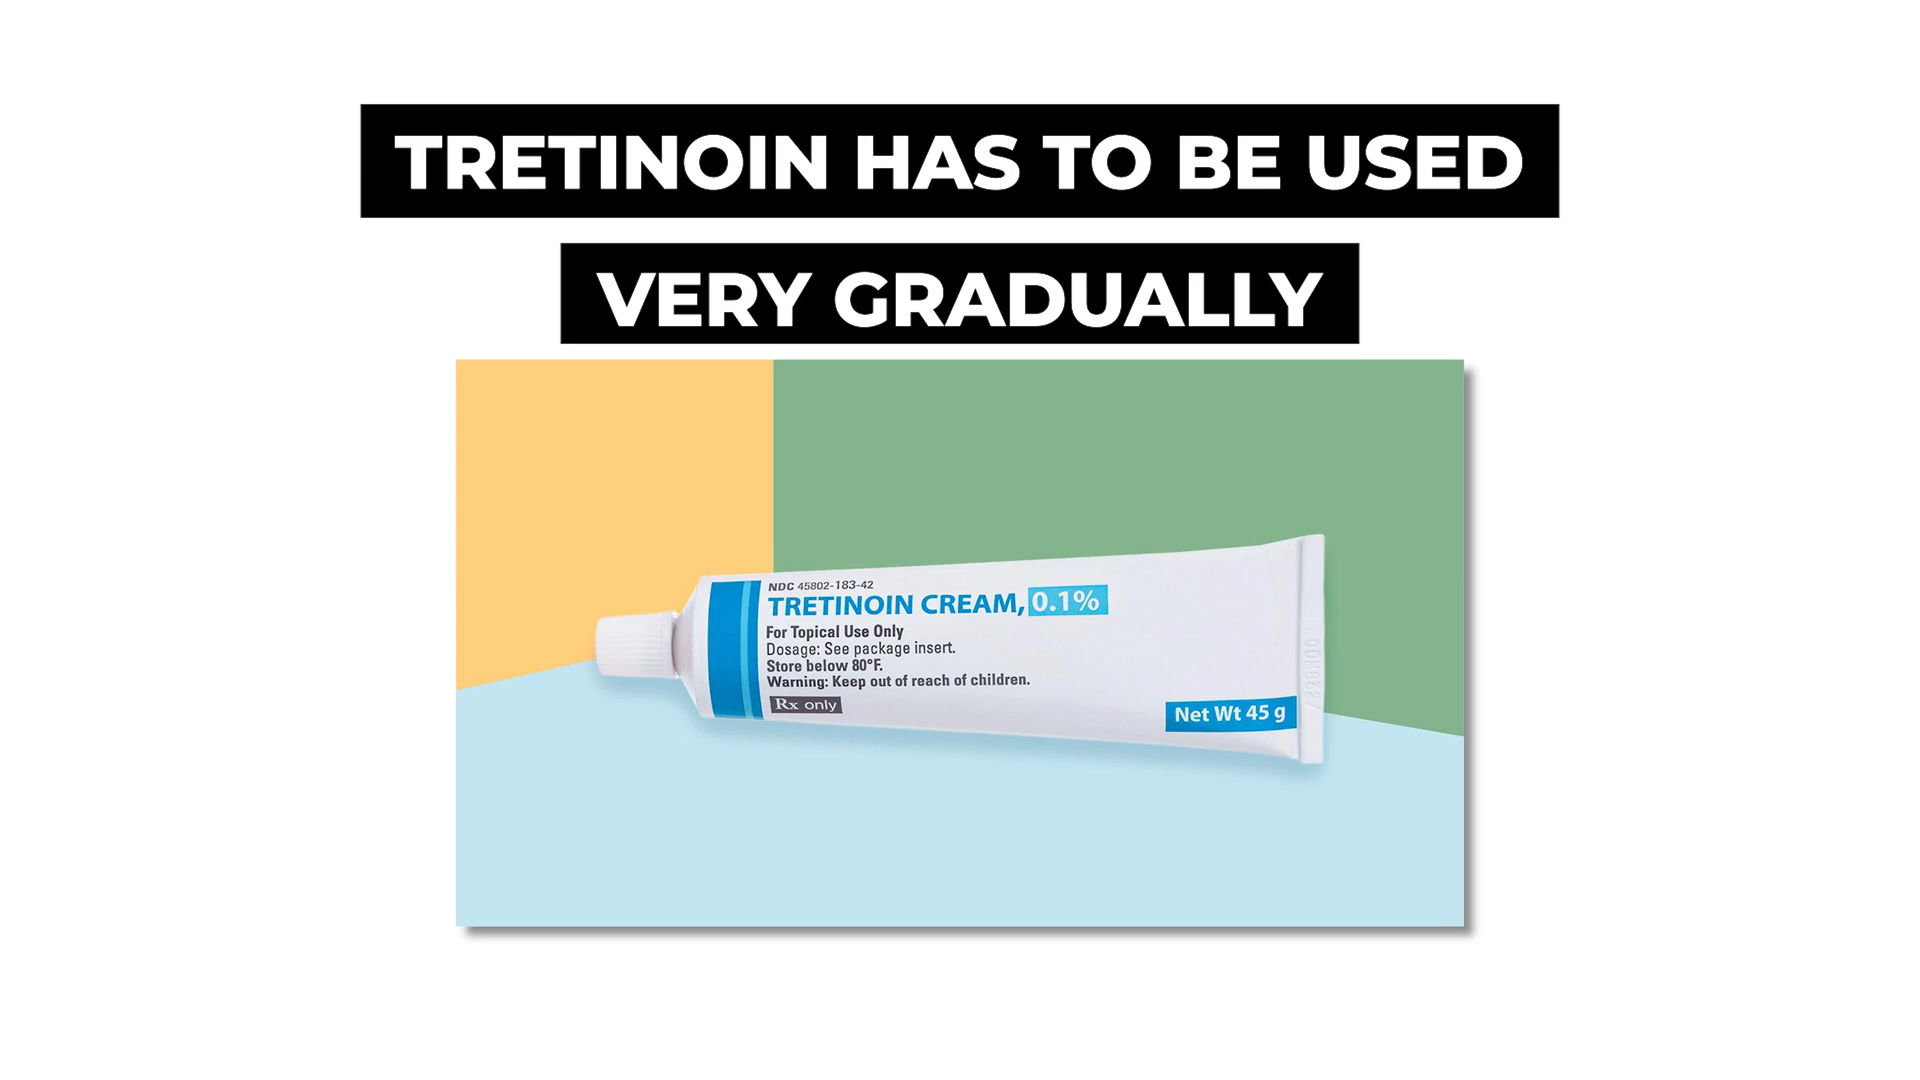 TRETINOIN HAS TO BE USED
VERY GRADUALLY
NDC 45802-183-42
TRETINOIN CREAM, 0.1%
For Topical Use Only
Dosage: See package insert.
Store below 80°F.
Warning: Keep out of reach of children.
Rx only
Net Wt 45 g